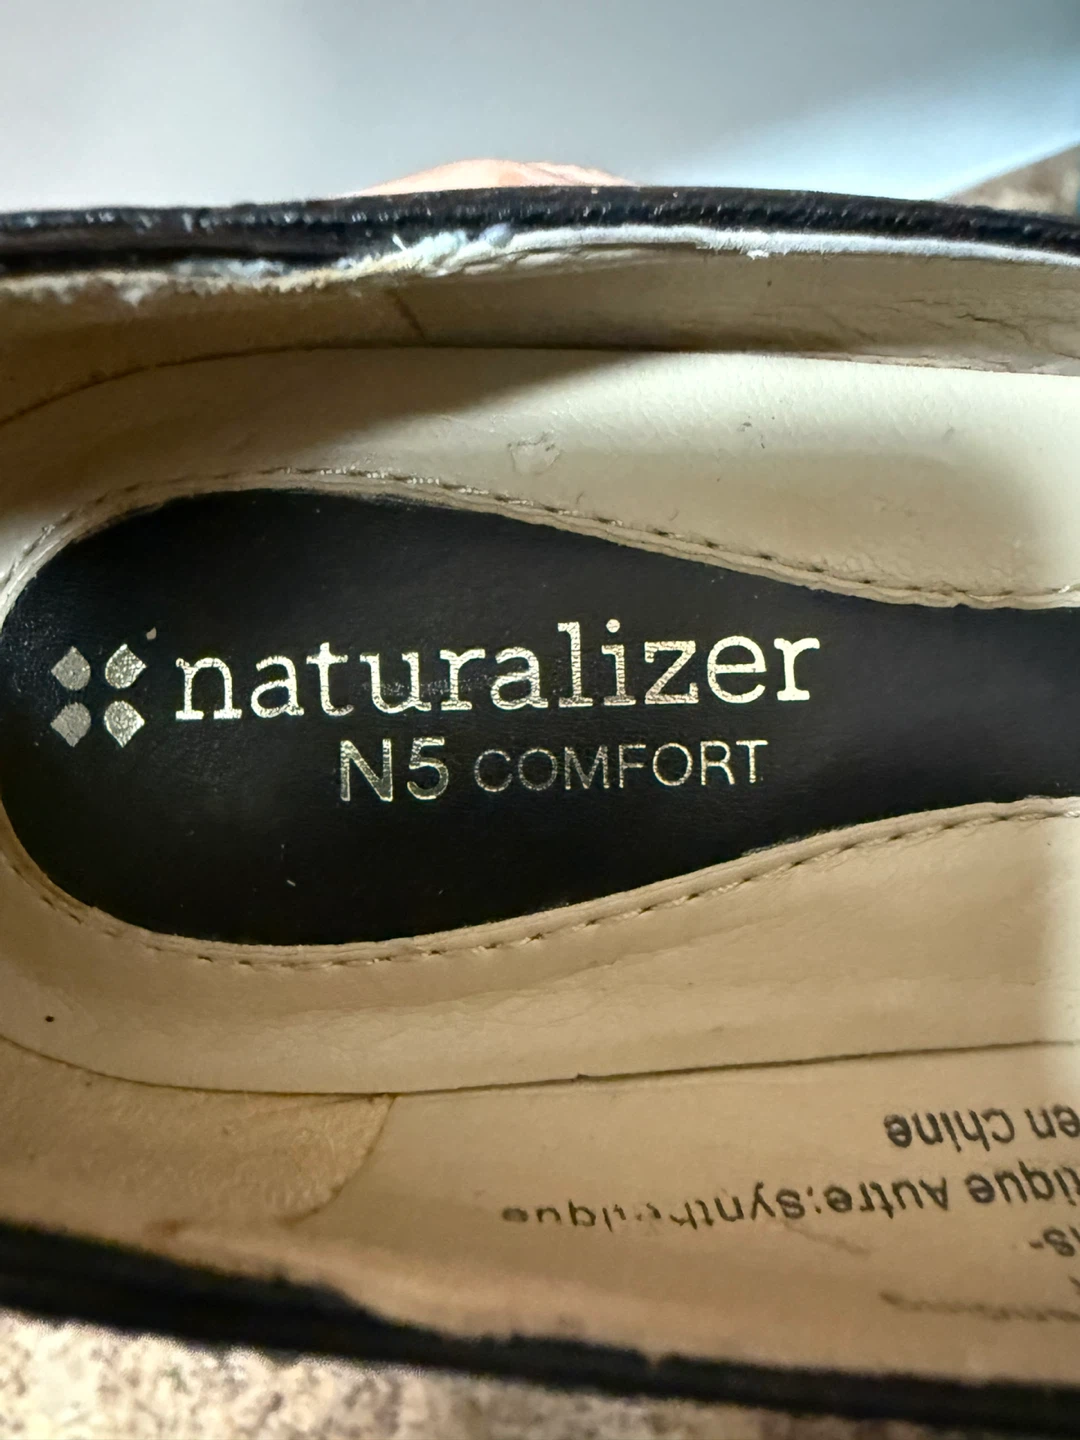 naturalizer
N5 COMFORT
tique Autre:Synthétique
en Chine